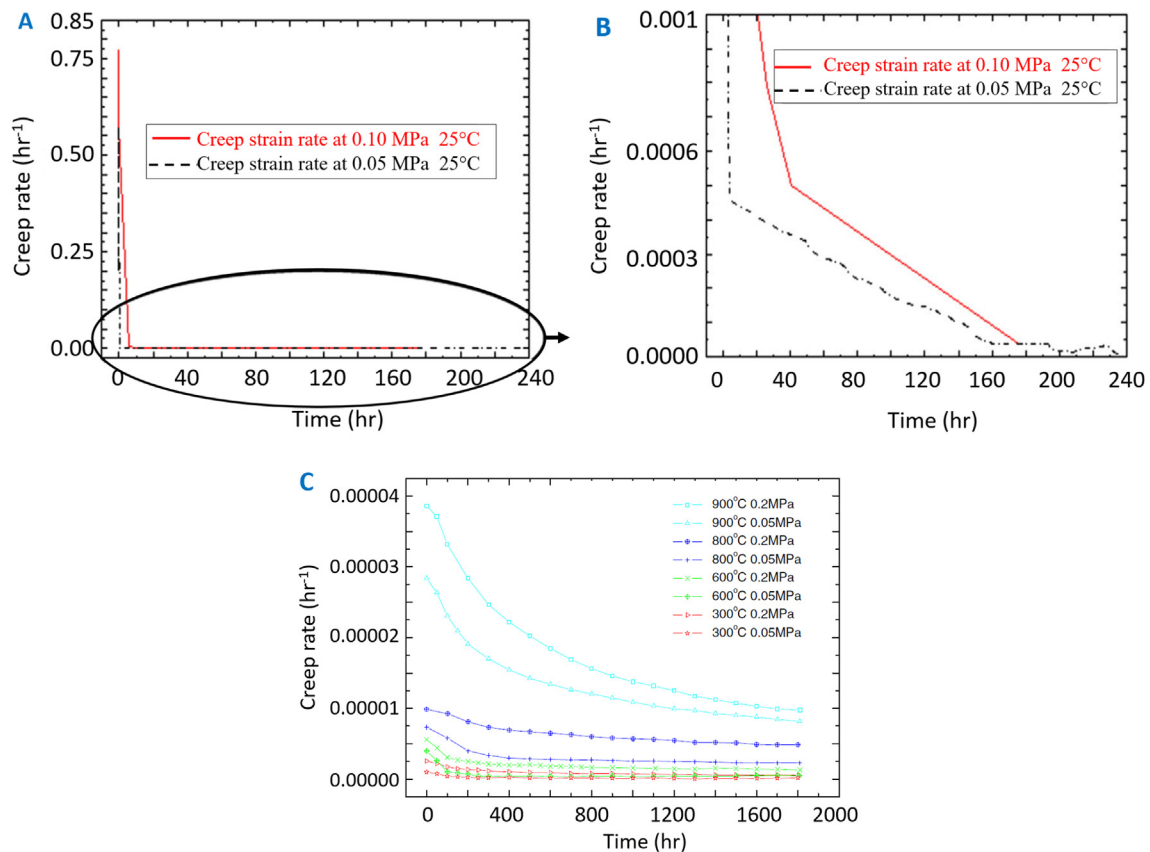 A
0.85
0.75
0.50
0.25
0.00
Creep rate (hr⁻¹)
Creep strain rate at 0.10 MPa 25°C
Creep strain rate at 0.05 MPa 25°C
0 40 80 120 160 200 240
Time (hr)
B
0.001
0.0006
0.0003
0.0000
Creep rate (hr⁻¹)
Creep strain rate at 0.10 MPa 25°C
Creep strain rate at 0.05 MPa 25°C
0 40 80 160 200 240
Time (hr)
C
0.00004
0.00003
0.00002
0.00001
0.00000
Creep rate (hr⁻¹)
900°C 0.2MPa
900°C 0.05MPa
800°C 0.2MPa
800°C 0.05MPa
600°C 0.2MPa
600°C 0.05MPa
300°C 0.2MPa
300°C 0.05MPa
0 400 800 1200 1600 2000
Time (hr)